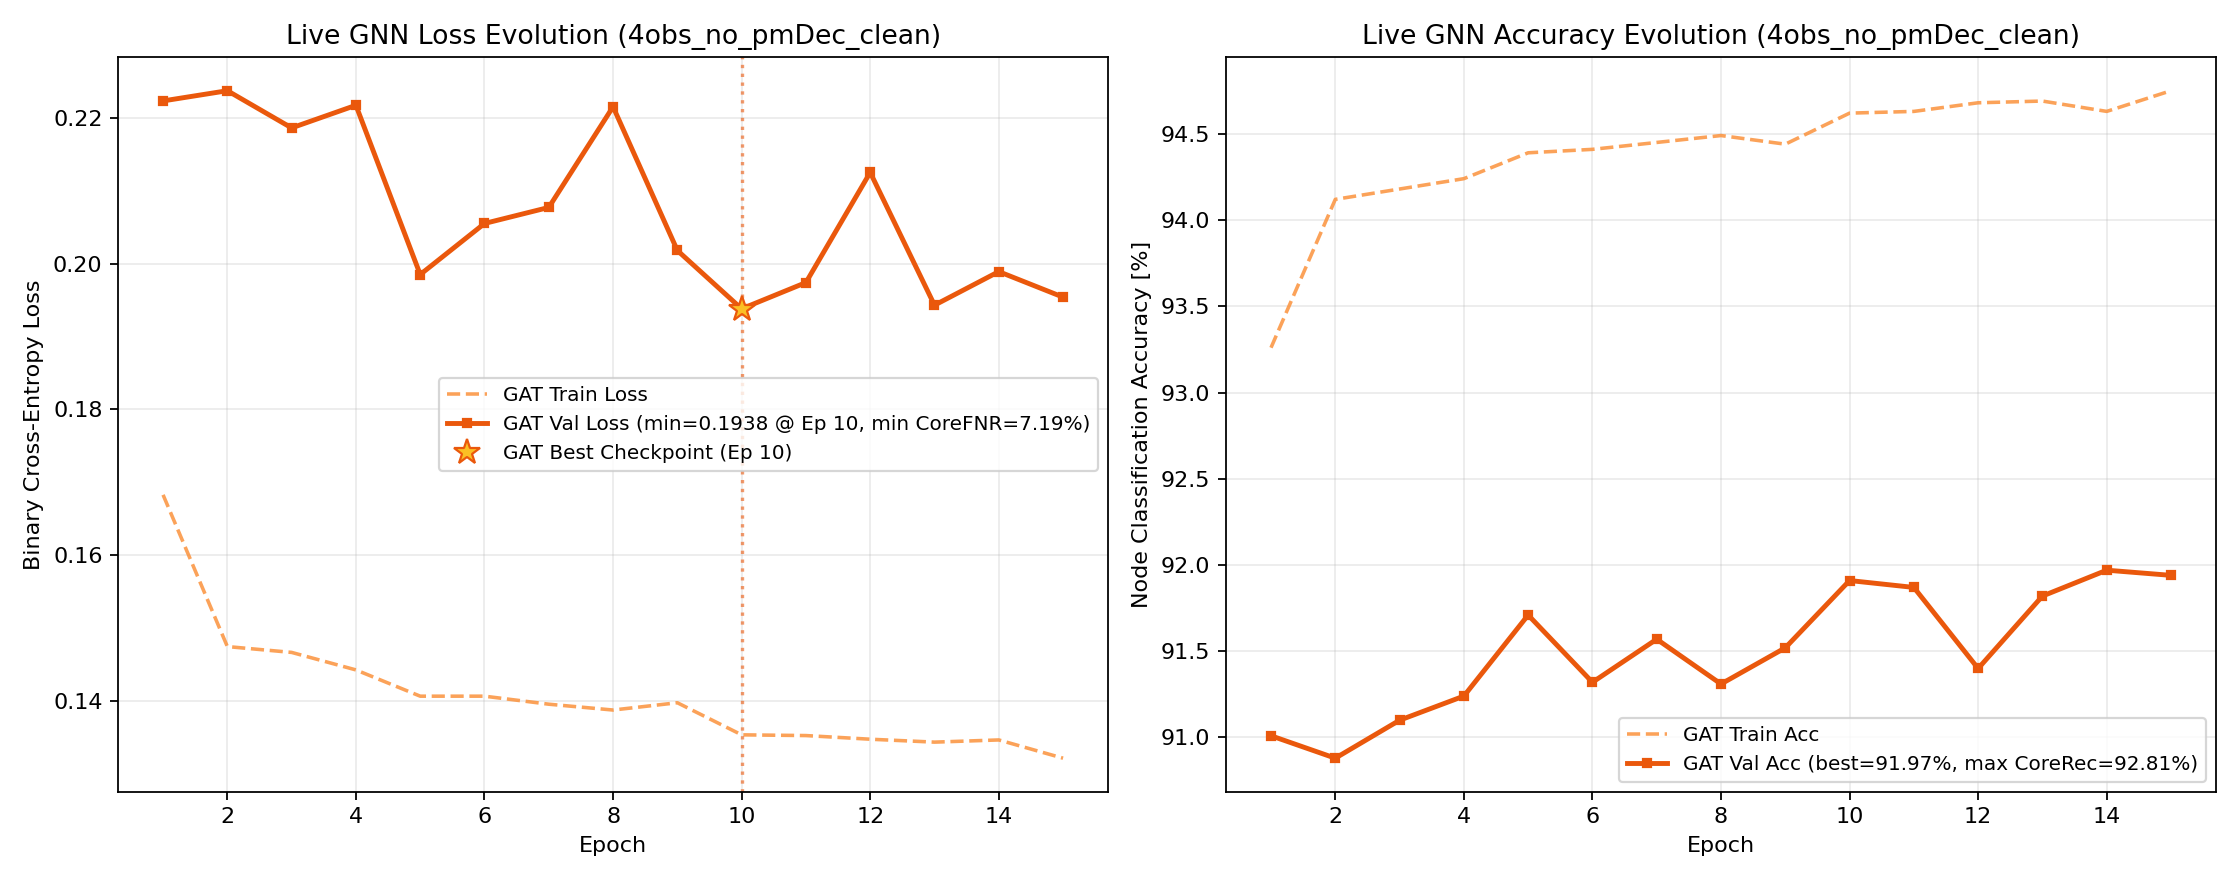 Live GNN Loss Evolution (4obs_no_pmDec_clean)
Binary Cross-Entropy Loss
0.22
0.20
0.18
0.16
0.14
GAT Train Loss
GAT Val Loss (min=0.1938 @ Ep 10, min CoreFNR=7.19%)
GAT Best Checkpoint (Ep 10)
2 4 6 8 10 12 14
Epoch
Live GNN Accuracy Evolution (4obs_no_pmDec_clean)
Node Classification Accuracy [%]
94.5
94.0
93.5
93.0
92.5
92.0
91.5
91.0
GAT Train Acc
GAT Val Acc (best=91.97%, max CoreRec=92.81%)
2 4 6 8 10 12 14
Epoch